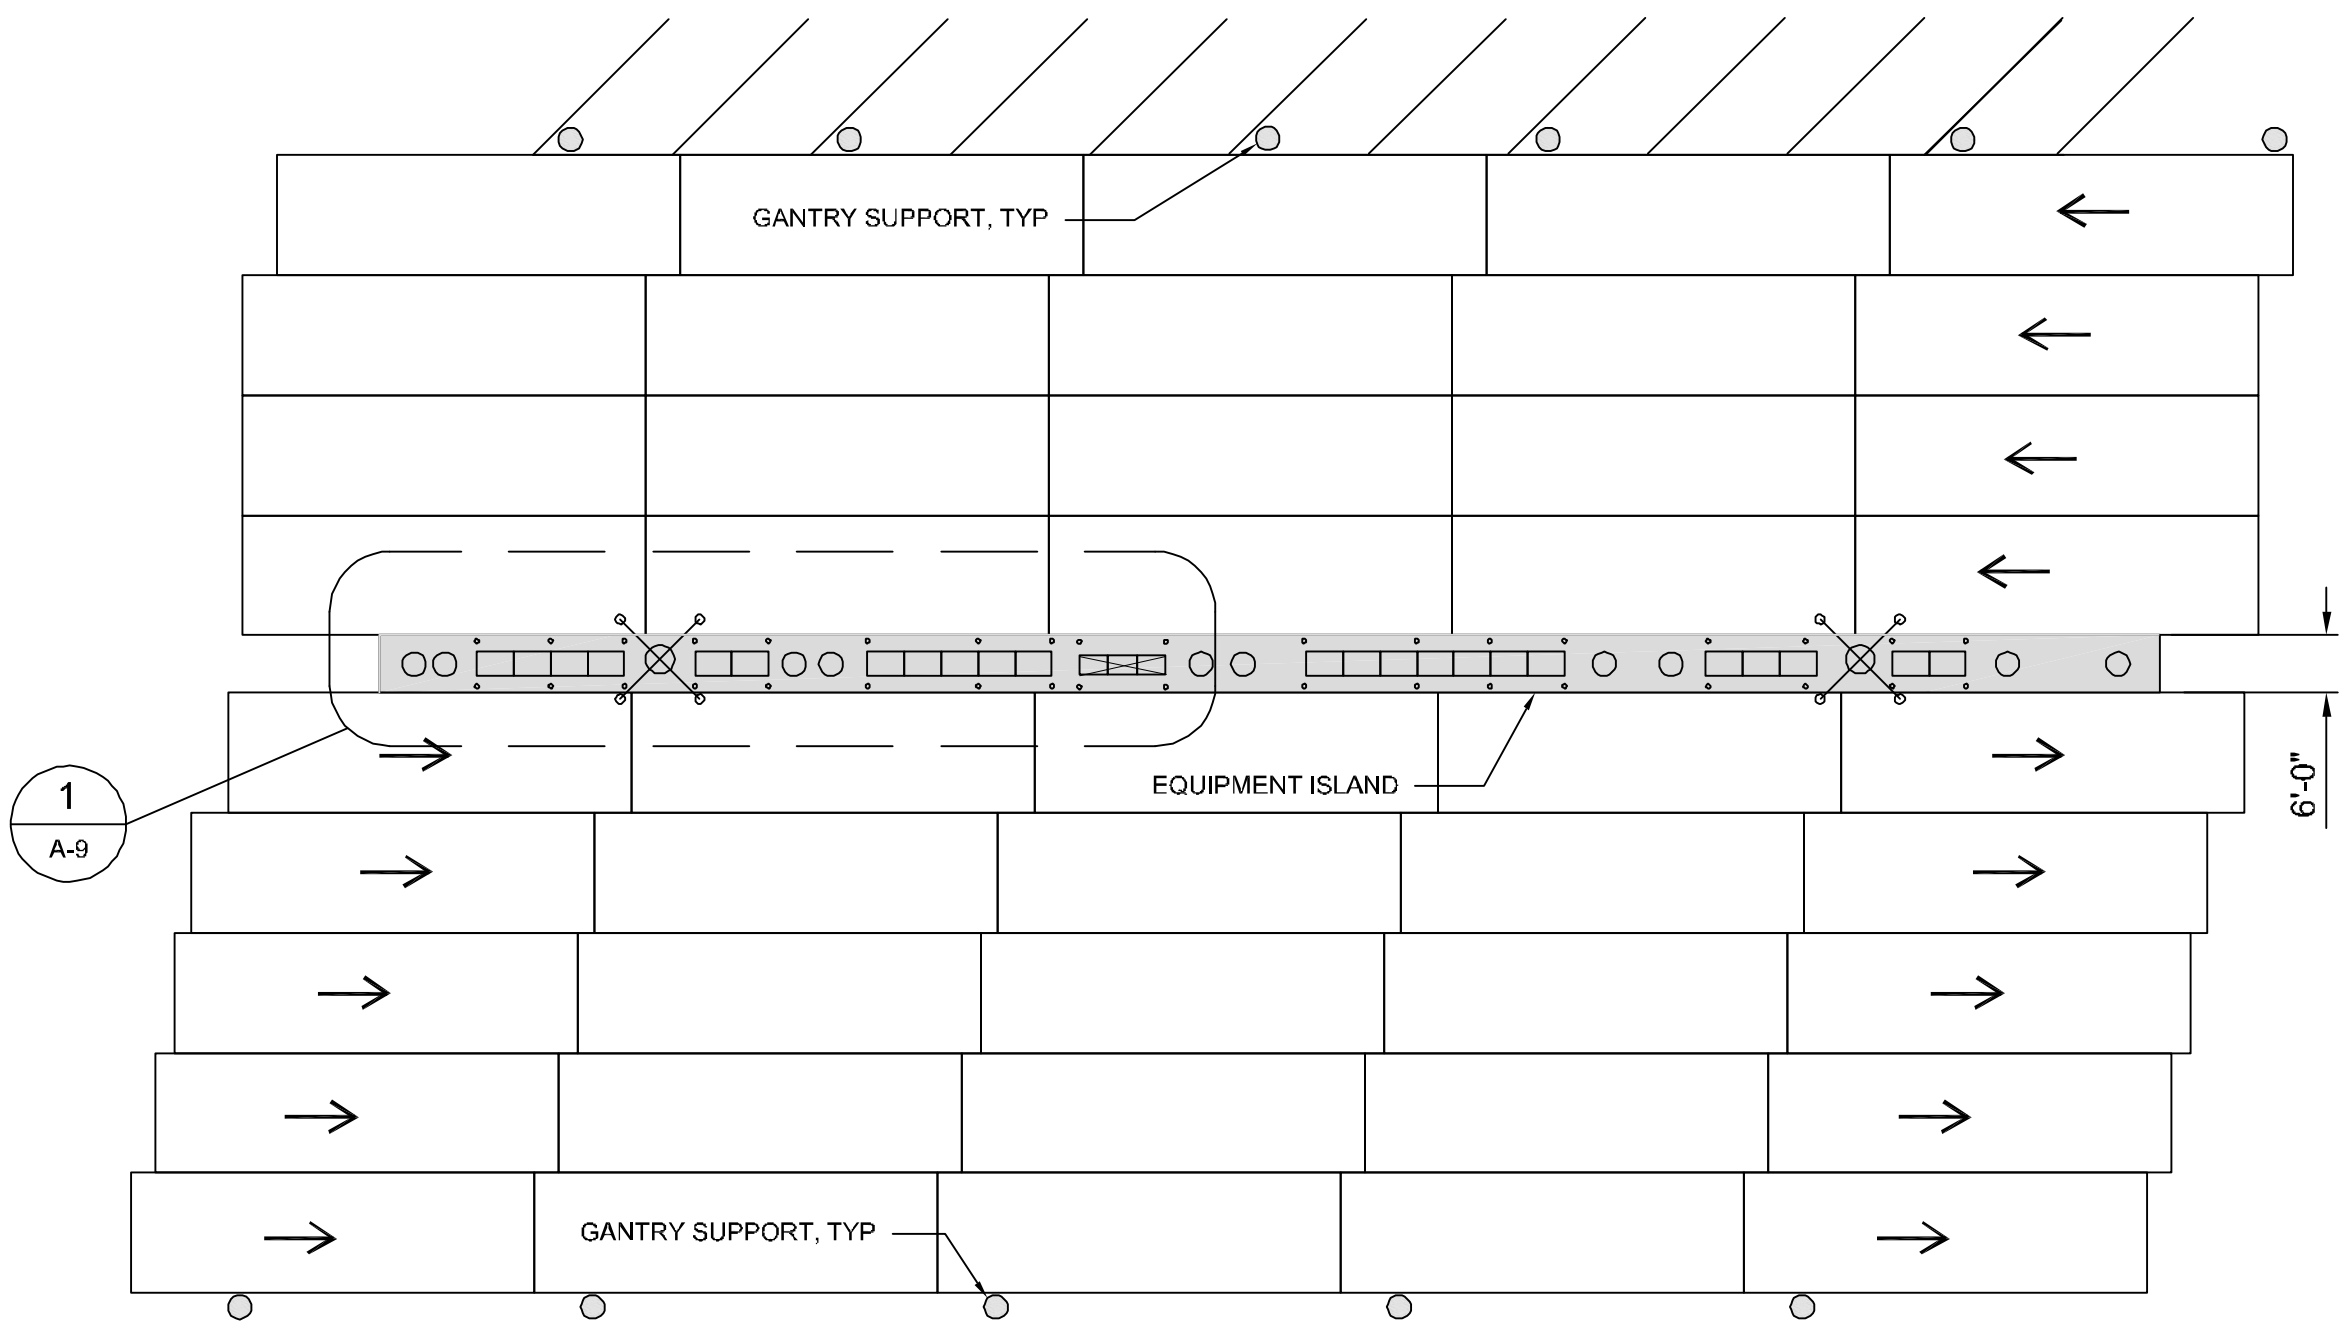 GANTRY SUPPORT, TYP
EQUIPMENT ISLAND
6'-0"
1
A-9
GANTRY SUPPORT, TYP